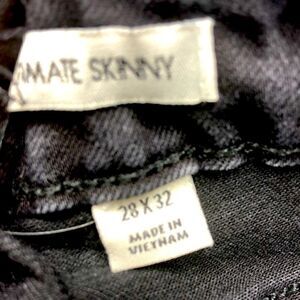 MATE SKINNY
28 X 32
MADE IN
VIETNAM